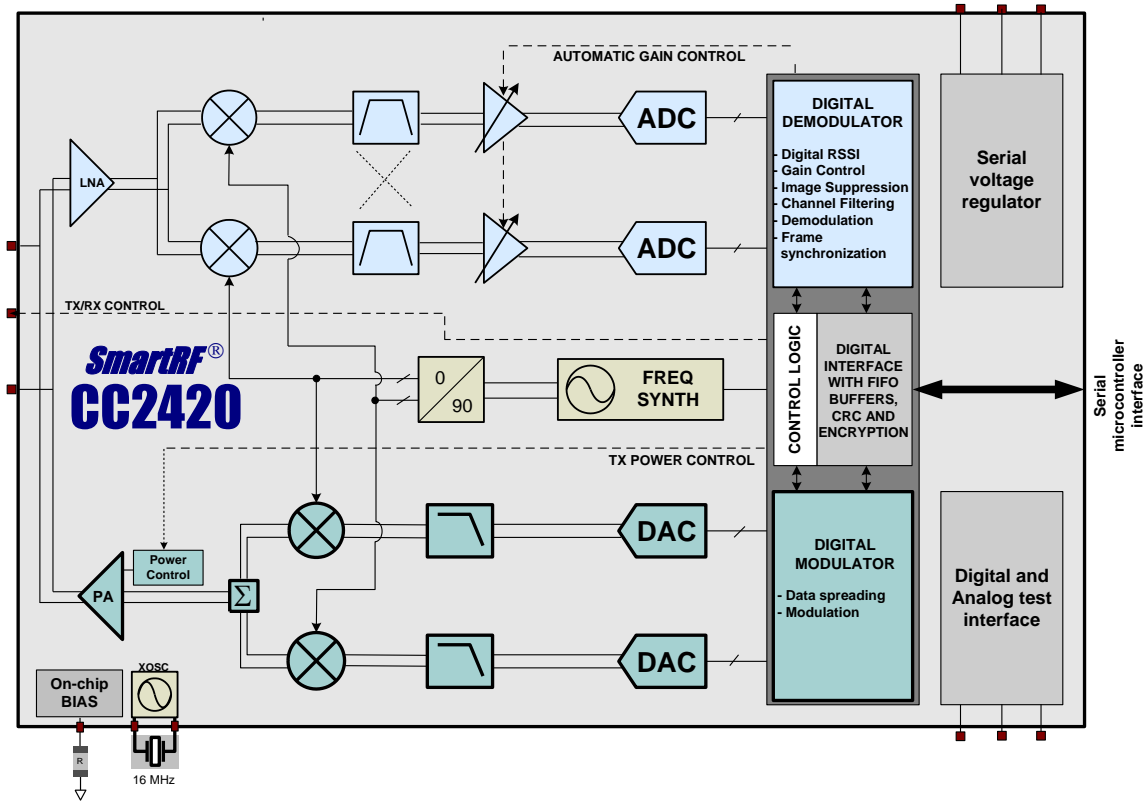 AUTOMATIC GAIN CONTROL
LNA
ADC
ADC
DIGITAL
DEMODULATOR
- Digital RSSI
- Gain Control
- Image Suppression
- Channel Filtering
- Demodulation
- Frame
synchronization
Serial
voltage
regulator
TX/RX CONTROL
SmartRF®
CC2420
0
90
FREQ
SYNTH
CONTROL LOGIC
DIGITAL
INTERFACE
WITH FIFO
BUFFERS,
CRC AND
ENCRYPTION
Serial
microcontroller
interface
TX POWER CONTROL
Power
Control
PA
Σ
DAC
DAC
DIGITAL
MODULATOR
- Data spreading
- Modulation
Digital and
Analog test
interface
On-chip
BIAS
XOSC
R
16 MHz